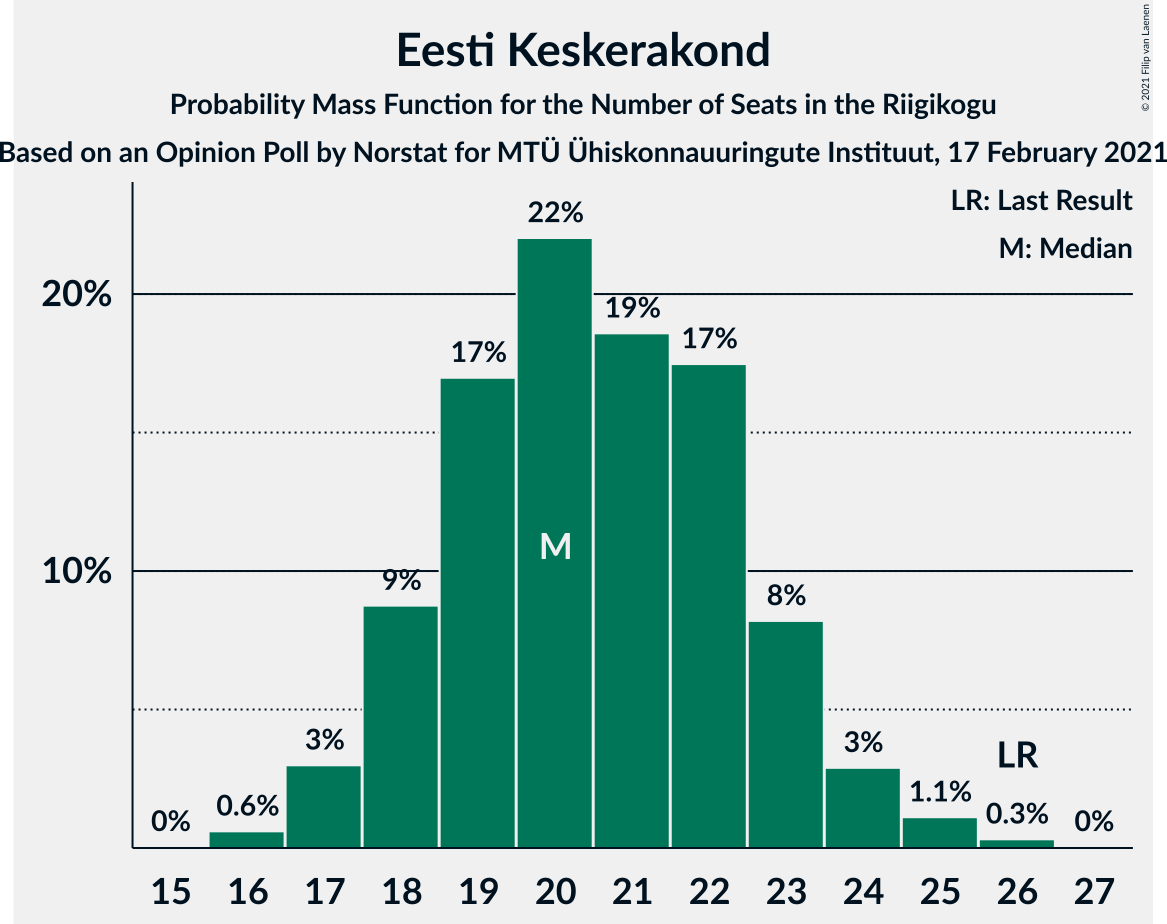 Eesti Keskerakond
Probability Mass Function for the Number of Seats in the Riigikogu
Based on an Opinion Poll by Norstat for MTÜ Ühiskonnauuringute Instituut, 17 February 2021
© 2021 Filip van Laenen
LR: Last Result
M: Median
20%
10%
0%
0.6%
3%
9%
17%
22%
19%
17%
8%
3%
1.1%
0.3%
0%
M
LR
15 16 17 18 19 20 21 22 23 24 25 26 27